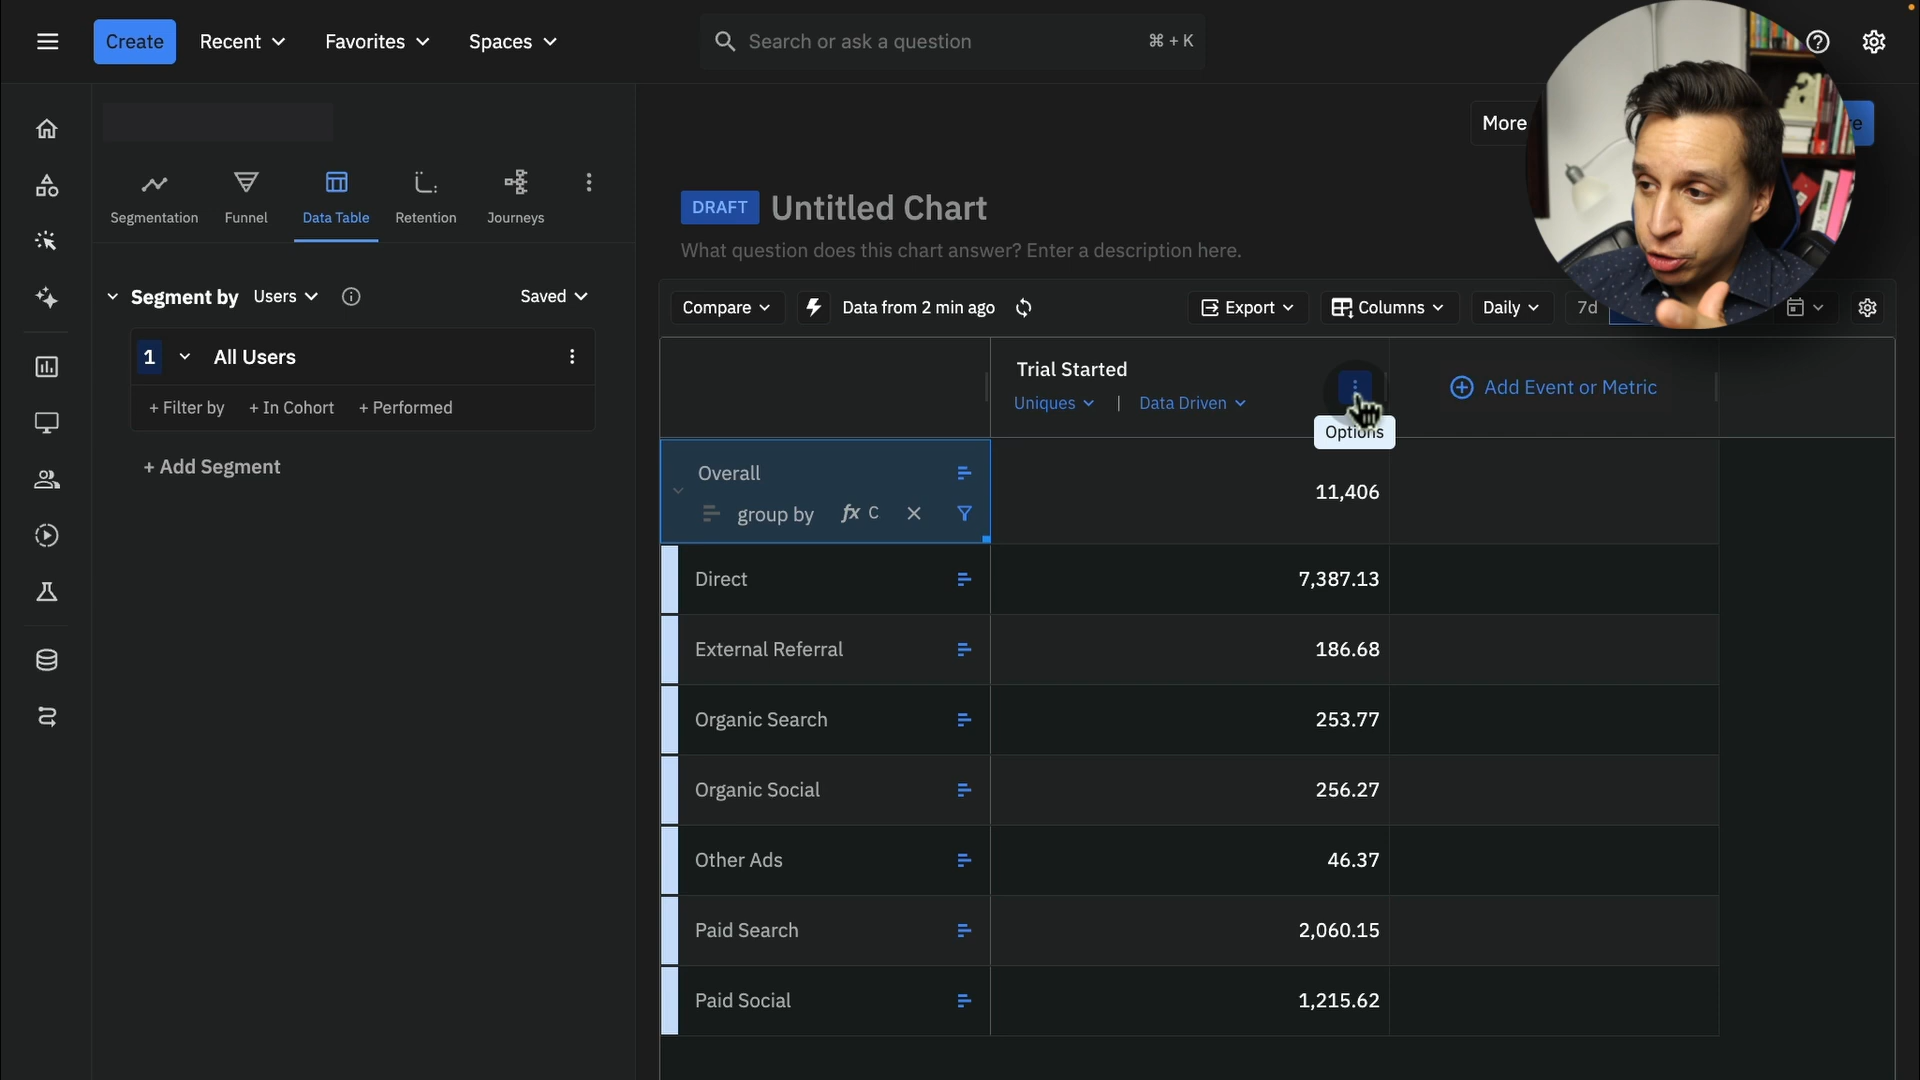 Create Recent Favorites Spaces Search or ask a question ⌘ + K
More
Segmentation Funnel Data Table Retention Journeys
DRAFT Untitled Chart
What question does this chart answer? Enter a description here.
Segment by Users Saved
Compare Data from 2 min ago Export Columns Daily 7d
1 All Users
+ Filter by + In Cohort + Performed
+ Add Segment
Trial Started
Uniques | Data Driven
Add Event or Metric
Options
Overall 11,406
group by fx C
Direct 7,387.13
External Referral 186.68
Organic Search 253.77
Organic Social 256.27
Other Ads 46.37
Paid Search 2,060.15
Paid Social 1,215.62